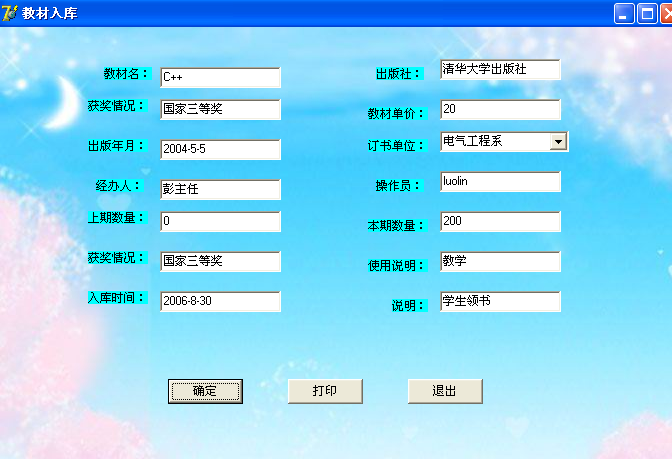 教材入库
教材名： C++ 出版社： 清华大学出版社
获奖情况： 国家三等奖 教材单价： 20
出版年月： 2004-5-5 订书单位： 电气工程系
经办人： 彭主任 操作员： luolin
上期数量： 0 本期数量： 200
获奖情况： 国家三等奖 使用说明： 教学
入库时间： 2006-8-30 说明： 学生领书
确定 打印 退出